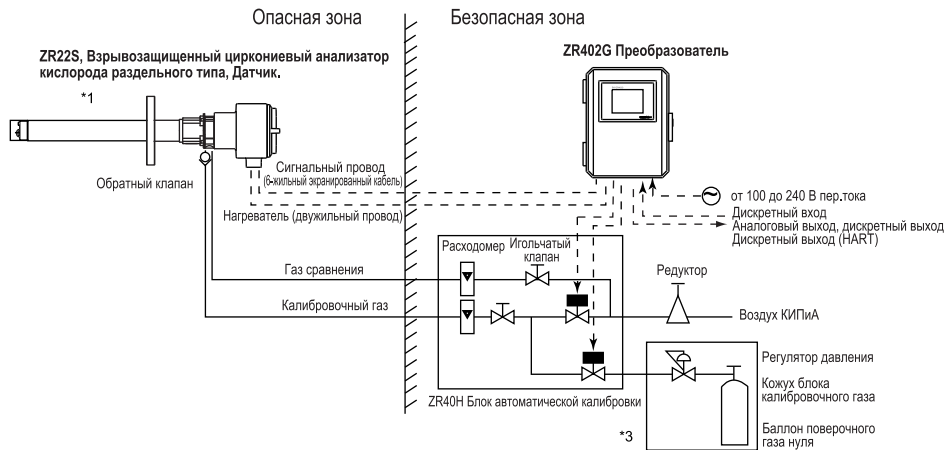 Опасная зона
Безопасная зона
ZR22S, Взрывозащищенный циркониевый анализатор
кислорода раздельного типа, Датчик.
ZR402G Преобразователь
*1
Обратный клапан
Сигнальный провод
(6-жильный экранированный кабель)
Нагреватель (двужильный провод)
от 100 до 240 В пер.тока
Дискретный вход
Аналоговый выход, дискретный выход
Дискретный выход (HART)
Расходомер
Игольчатый
клапан
Газ сравнения
Редуктор
Калибровочный газ
Воздух КИПиА
Регулятор давления
Кожух блока
калибровочного газа
ZR40H Блок автоматической калибровки
*3
Баллон поверочного
газа нуля